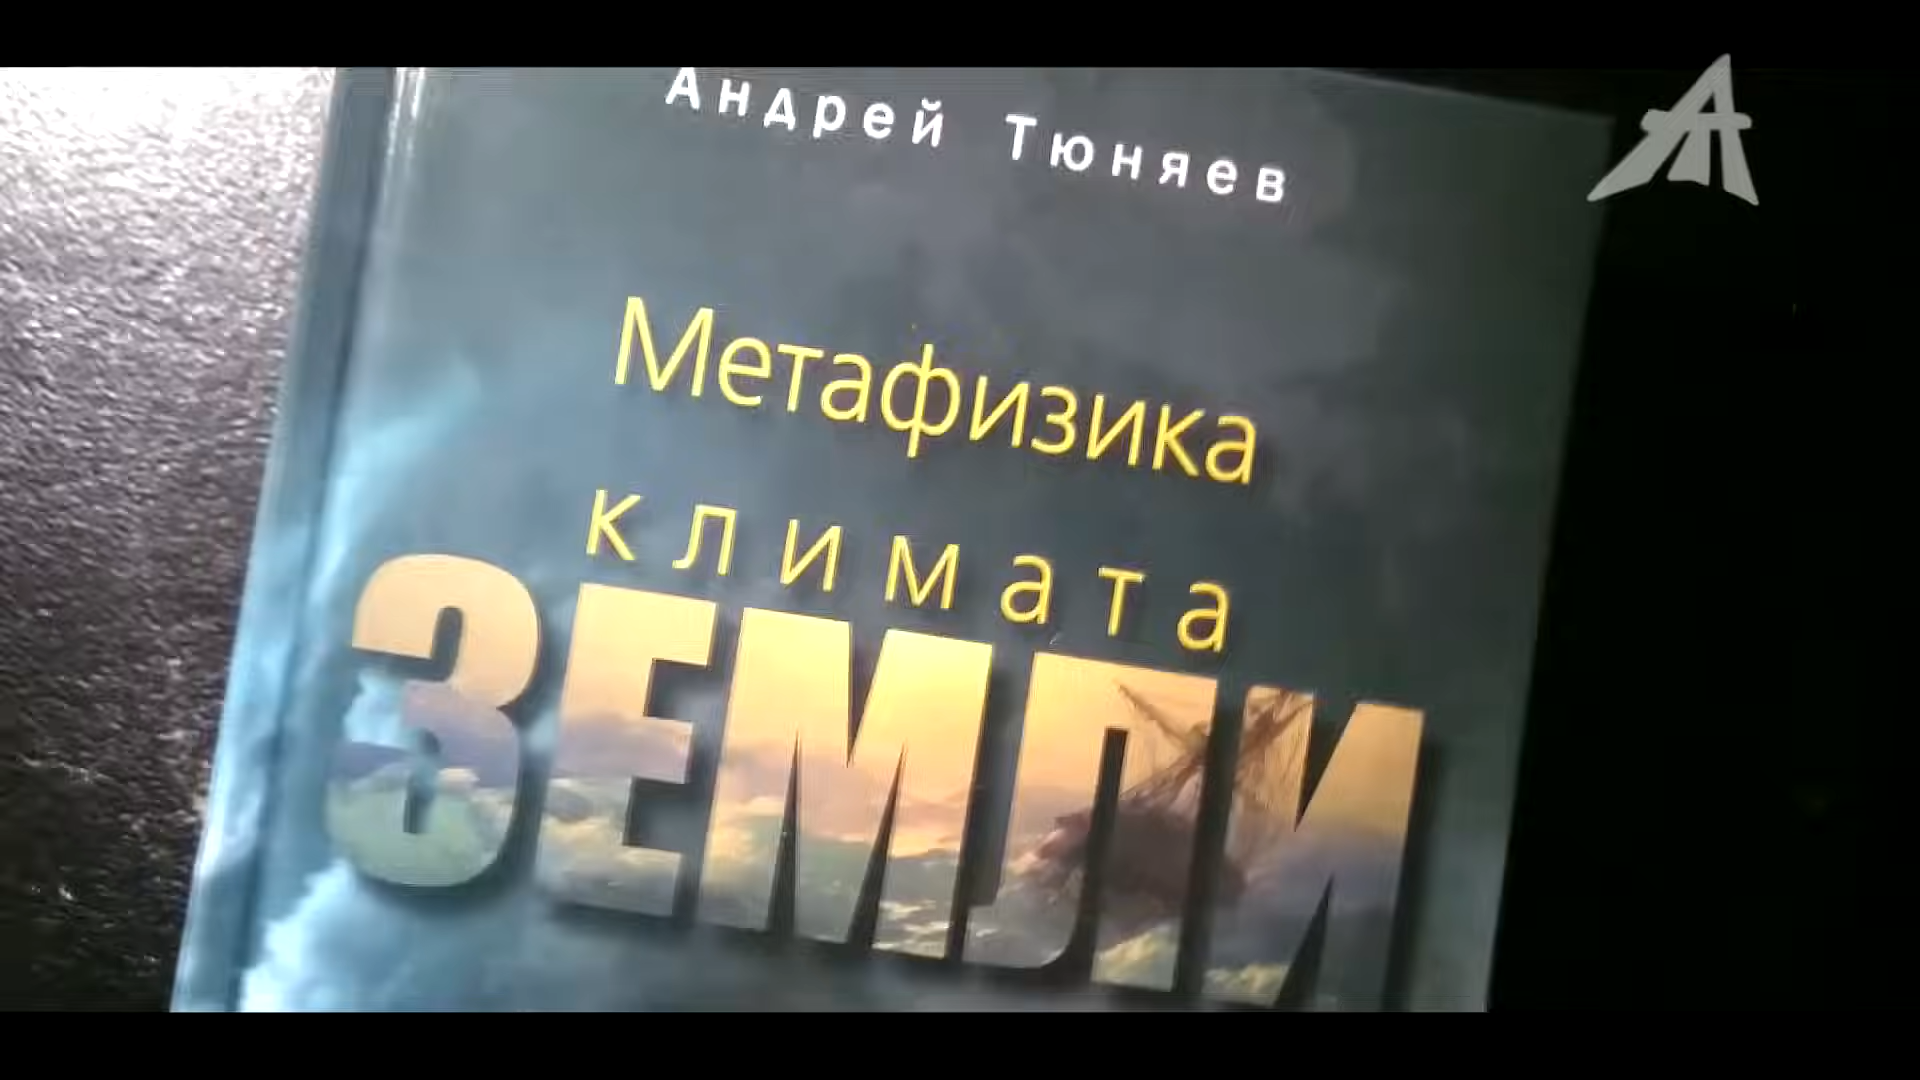 Андрей Тюняев
Метафизика
климата
ЗЕМЛИ